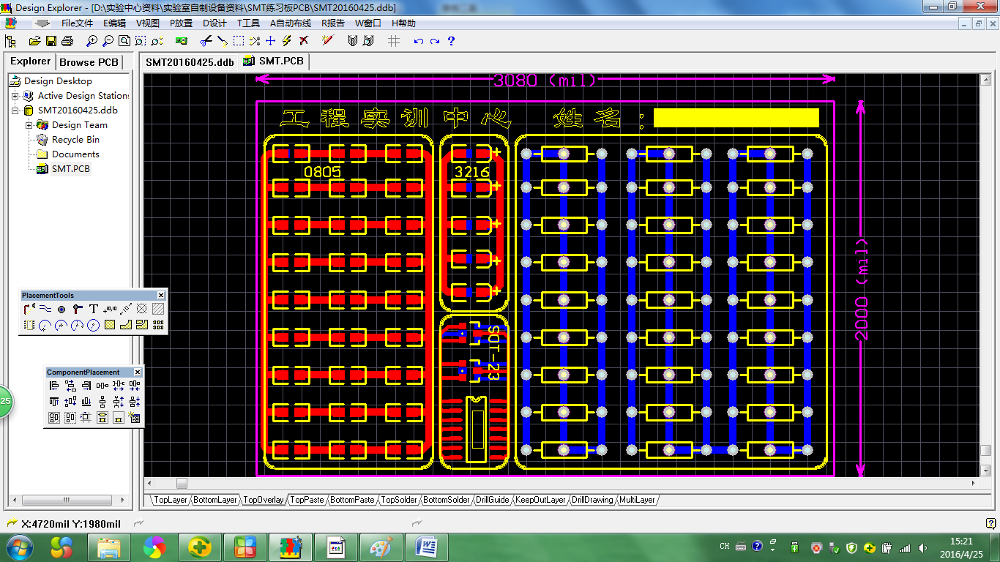 Design Explorer - [D:\实验中心资料\实验室自制设备资料\SMT练习板PCB\SMT20160425.ddb]
File文件 E编辑 V视图 P放置 D设计 T工具 A自动布线 R报告 W窗口 H帮助
Explorer Browse PCB
SMT20160425.ddb SMT.PCB
Design Desktop
Active Design Stations
SMT20160425.ddb
Design Team
Recycle Bin
Documents
SMT.PCB
3080 (mil)
工程实训中心 姓名：
0805
3216
SOT-23
2000 (mil)
PlacementTools
T +10,10
ComponentPlacement
25
TopLayer BottomLayer TopOverlay TopPaste BottomPaste TopSolder BottomSolder DrillGuide KeepOutLayer DrillDrawing MultiLayer
X:4720mil Y:1980mil
CH
15:21
2016/4/25